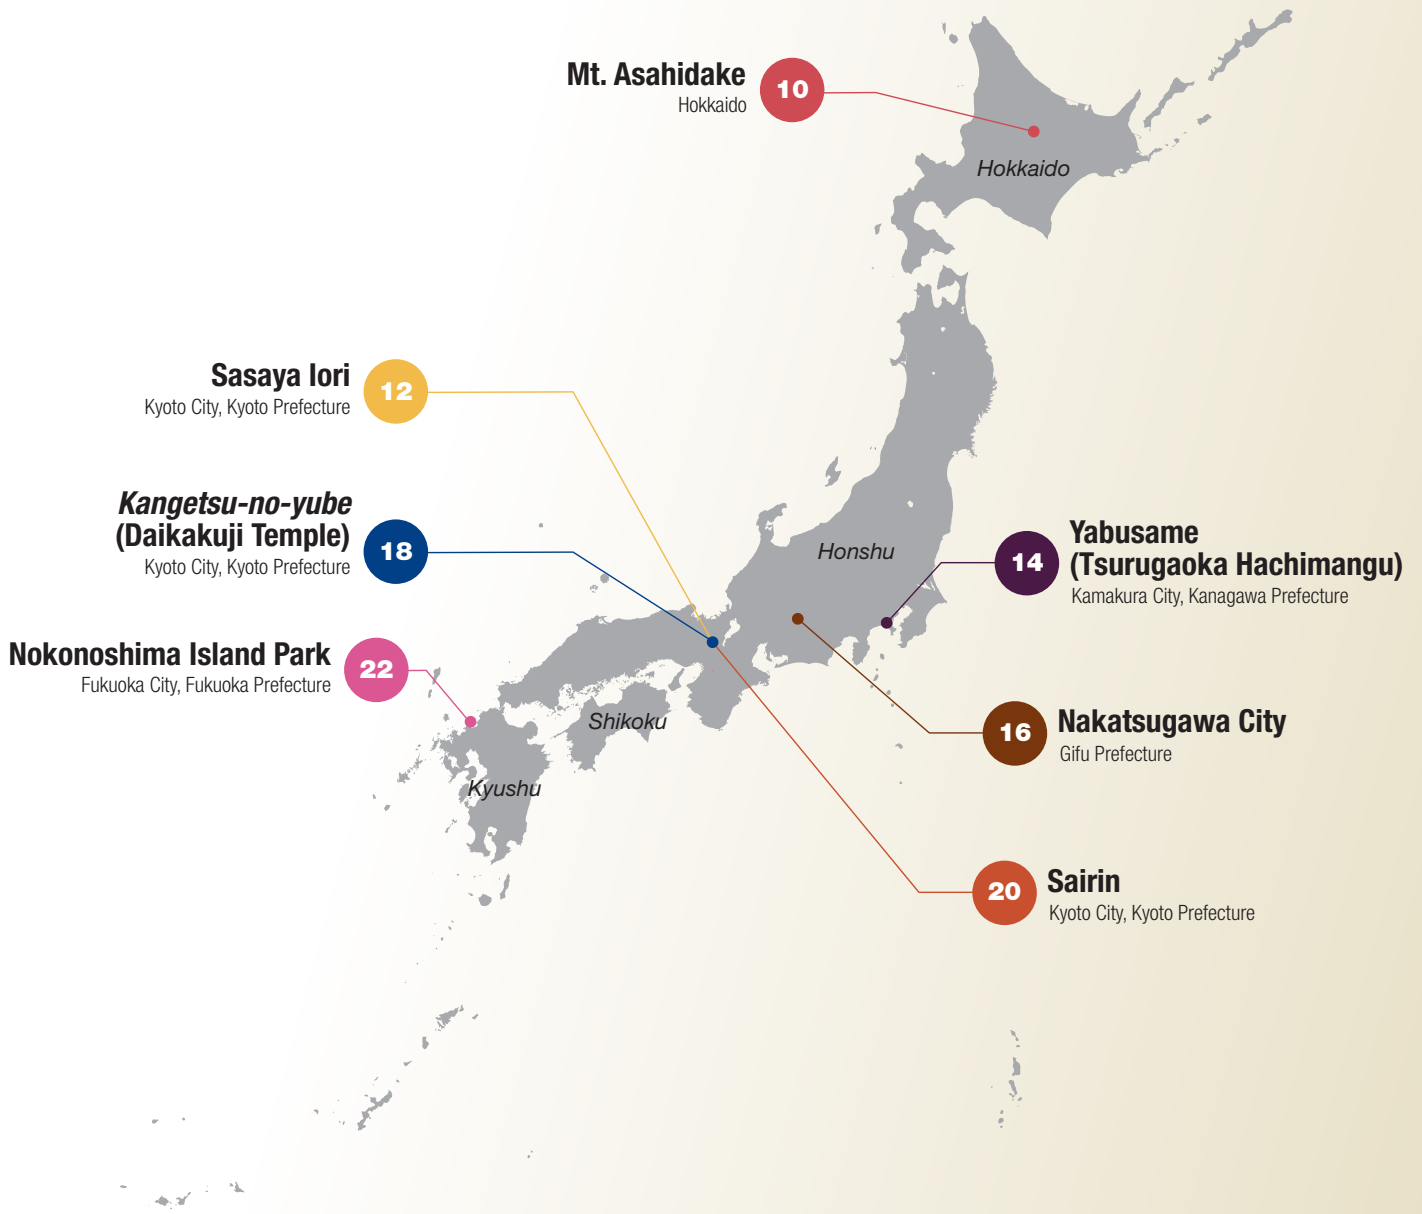 Mt. Asahidake
Hokkaido
10
Hokkaido
Sasaya Iori
Kyoto City, Kyoto Prefecture
12
Kangetsu-no-yube
(Daikakuji Temple)
Kyoto City, Kyoto Prefecture
18
Honshu
14
Yabusame
(Tsurugaoka Hachimangu)
Kamakura City, Kanagawa Prefecture
Nokonoshima Island Park
Fukuoka City, Fukuoka Prefecture
22
Shikoku
Kyushu
16
Nakatsugawa City
Gifu Prefecture
20
Sairin
Kyoto City, Kyoto Prefecture